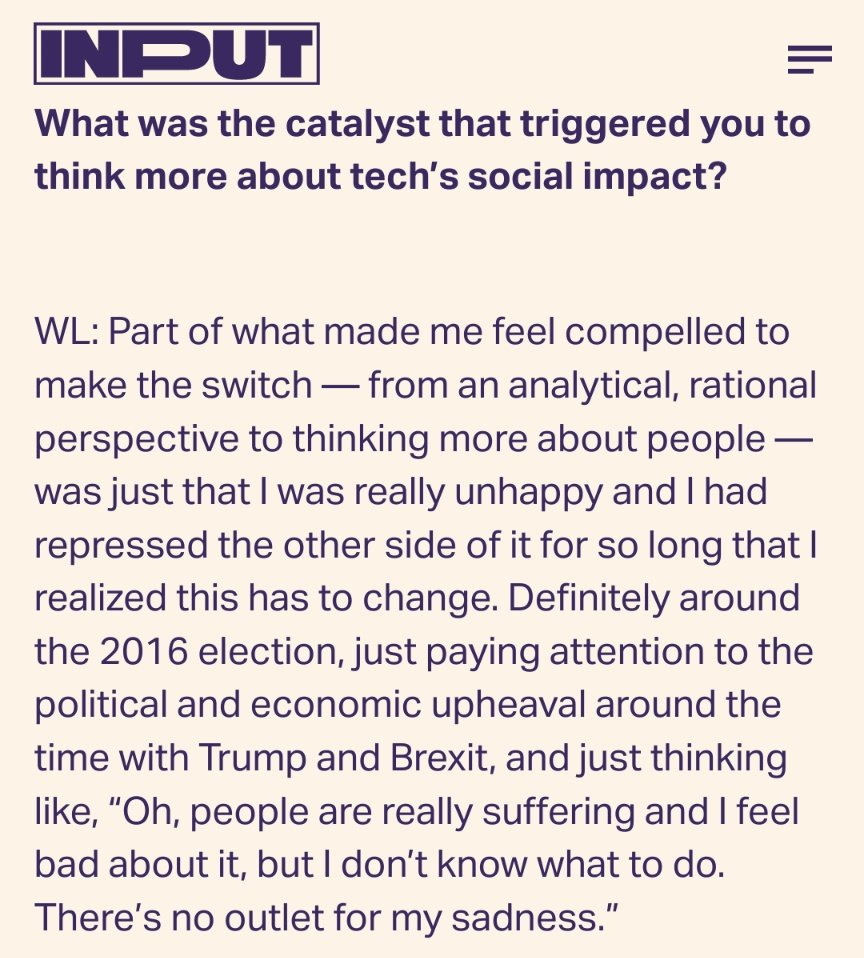 INPUT
What was the catalyst that triggered you to
think more about tech’s social impact?
WL: Part of what made me feel compelled to
make the switch — from an analytical, rational
perspective to thinking more about people —
was just that I was really unhappy and I had
repressed the other side of it for so long that I
realized this has to change. Definitely around
the 2016 election, just paying attention to the
political and economic upheaval around the
time with Trump and Brexit, and just thinking
like, “Oh, people are really suffering and I feel
bad about it, but I don’t know what to do.
There’s no outlet for my sadness.”